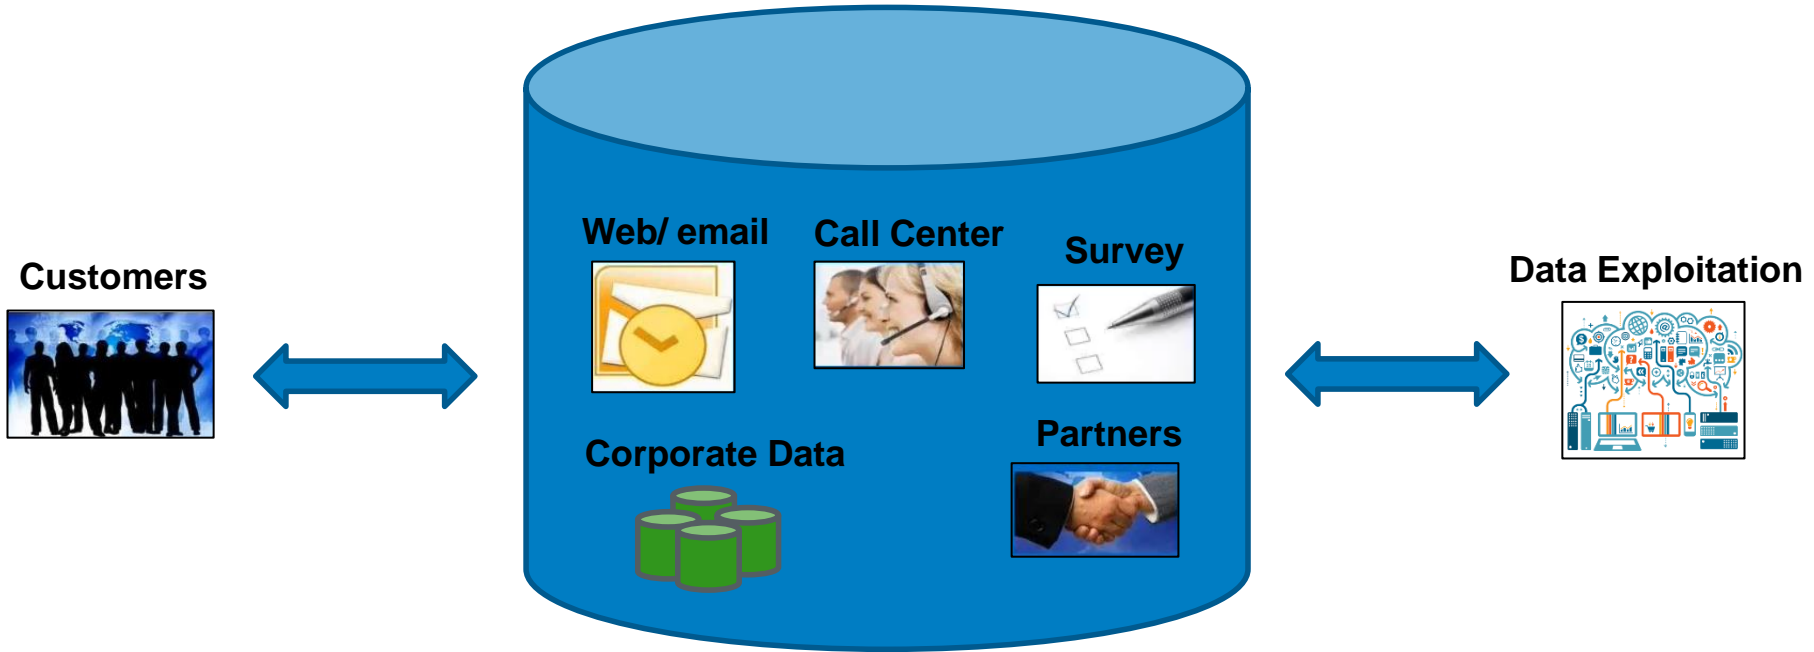 Customers
Web/ email
Call Center
Survey
Corporate Data
Partners
Data Exploitation